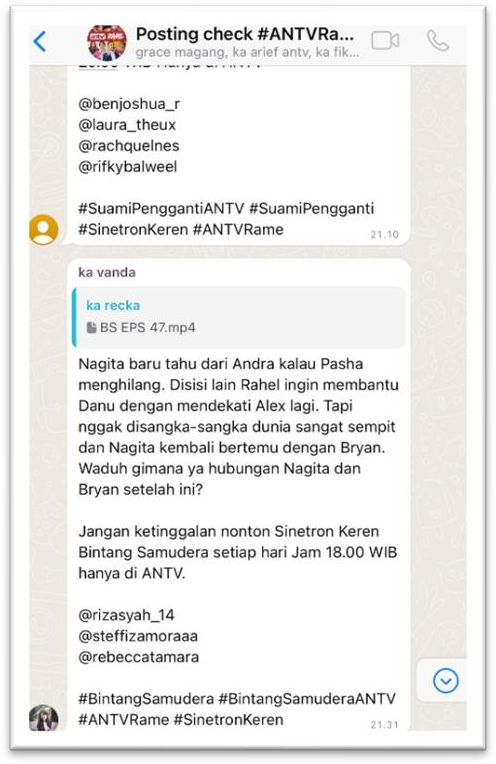 Posting check #ANTVRa...
grace magang, ka arief antv, ka fik...
@benjoshua_r
@laura_theux
@rachquelnes
@rifkybalweel
#SuamiPenggantiANTV #SuamiPengganti
#SinetronKeren #ANTVRame
21.10
ka vanda
ka recka
BS EPS 47.mp4
Nagita baru tahu dari Andra kalau Pasha
menghilang. Disisi lain Rahel ingin membantu
Danu dengan mendekati Alex lagi. Tapi
nggak disangka-sangka dunia sangat sempit
dan Nagita kembali bertemu dengan Bryan.
Waduh gimana ya hubungan Nagita dan
Bryan setelah ini?
Jangan ketinggalan nonton Sinetron Keren
Bintang Samudera setiap hari Jam 18.00 WIB
hanya di ANTV.
@rizasyah_14
@steffizamoraaa
@rebeccatamara
#BintangSamudera #BintangSamuderaANTV
#ANTVRame #SinetronKeren
21.31